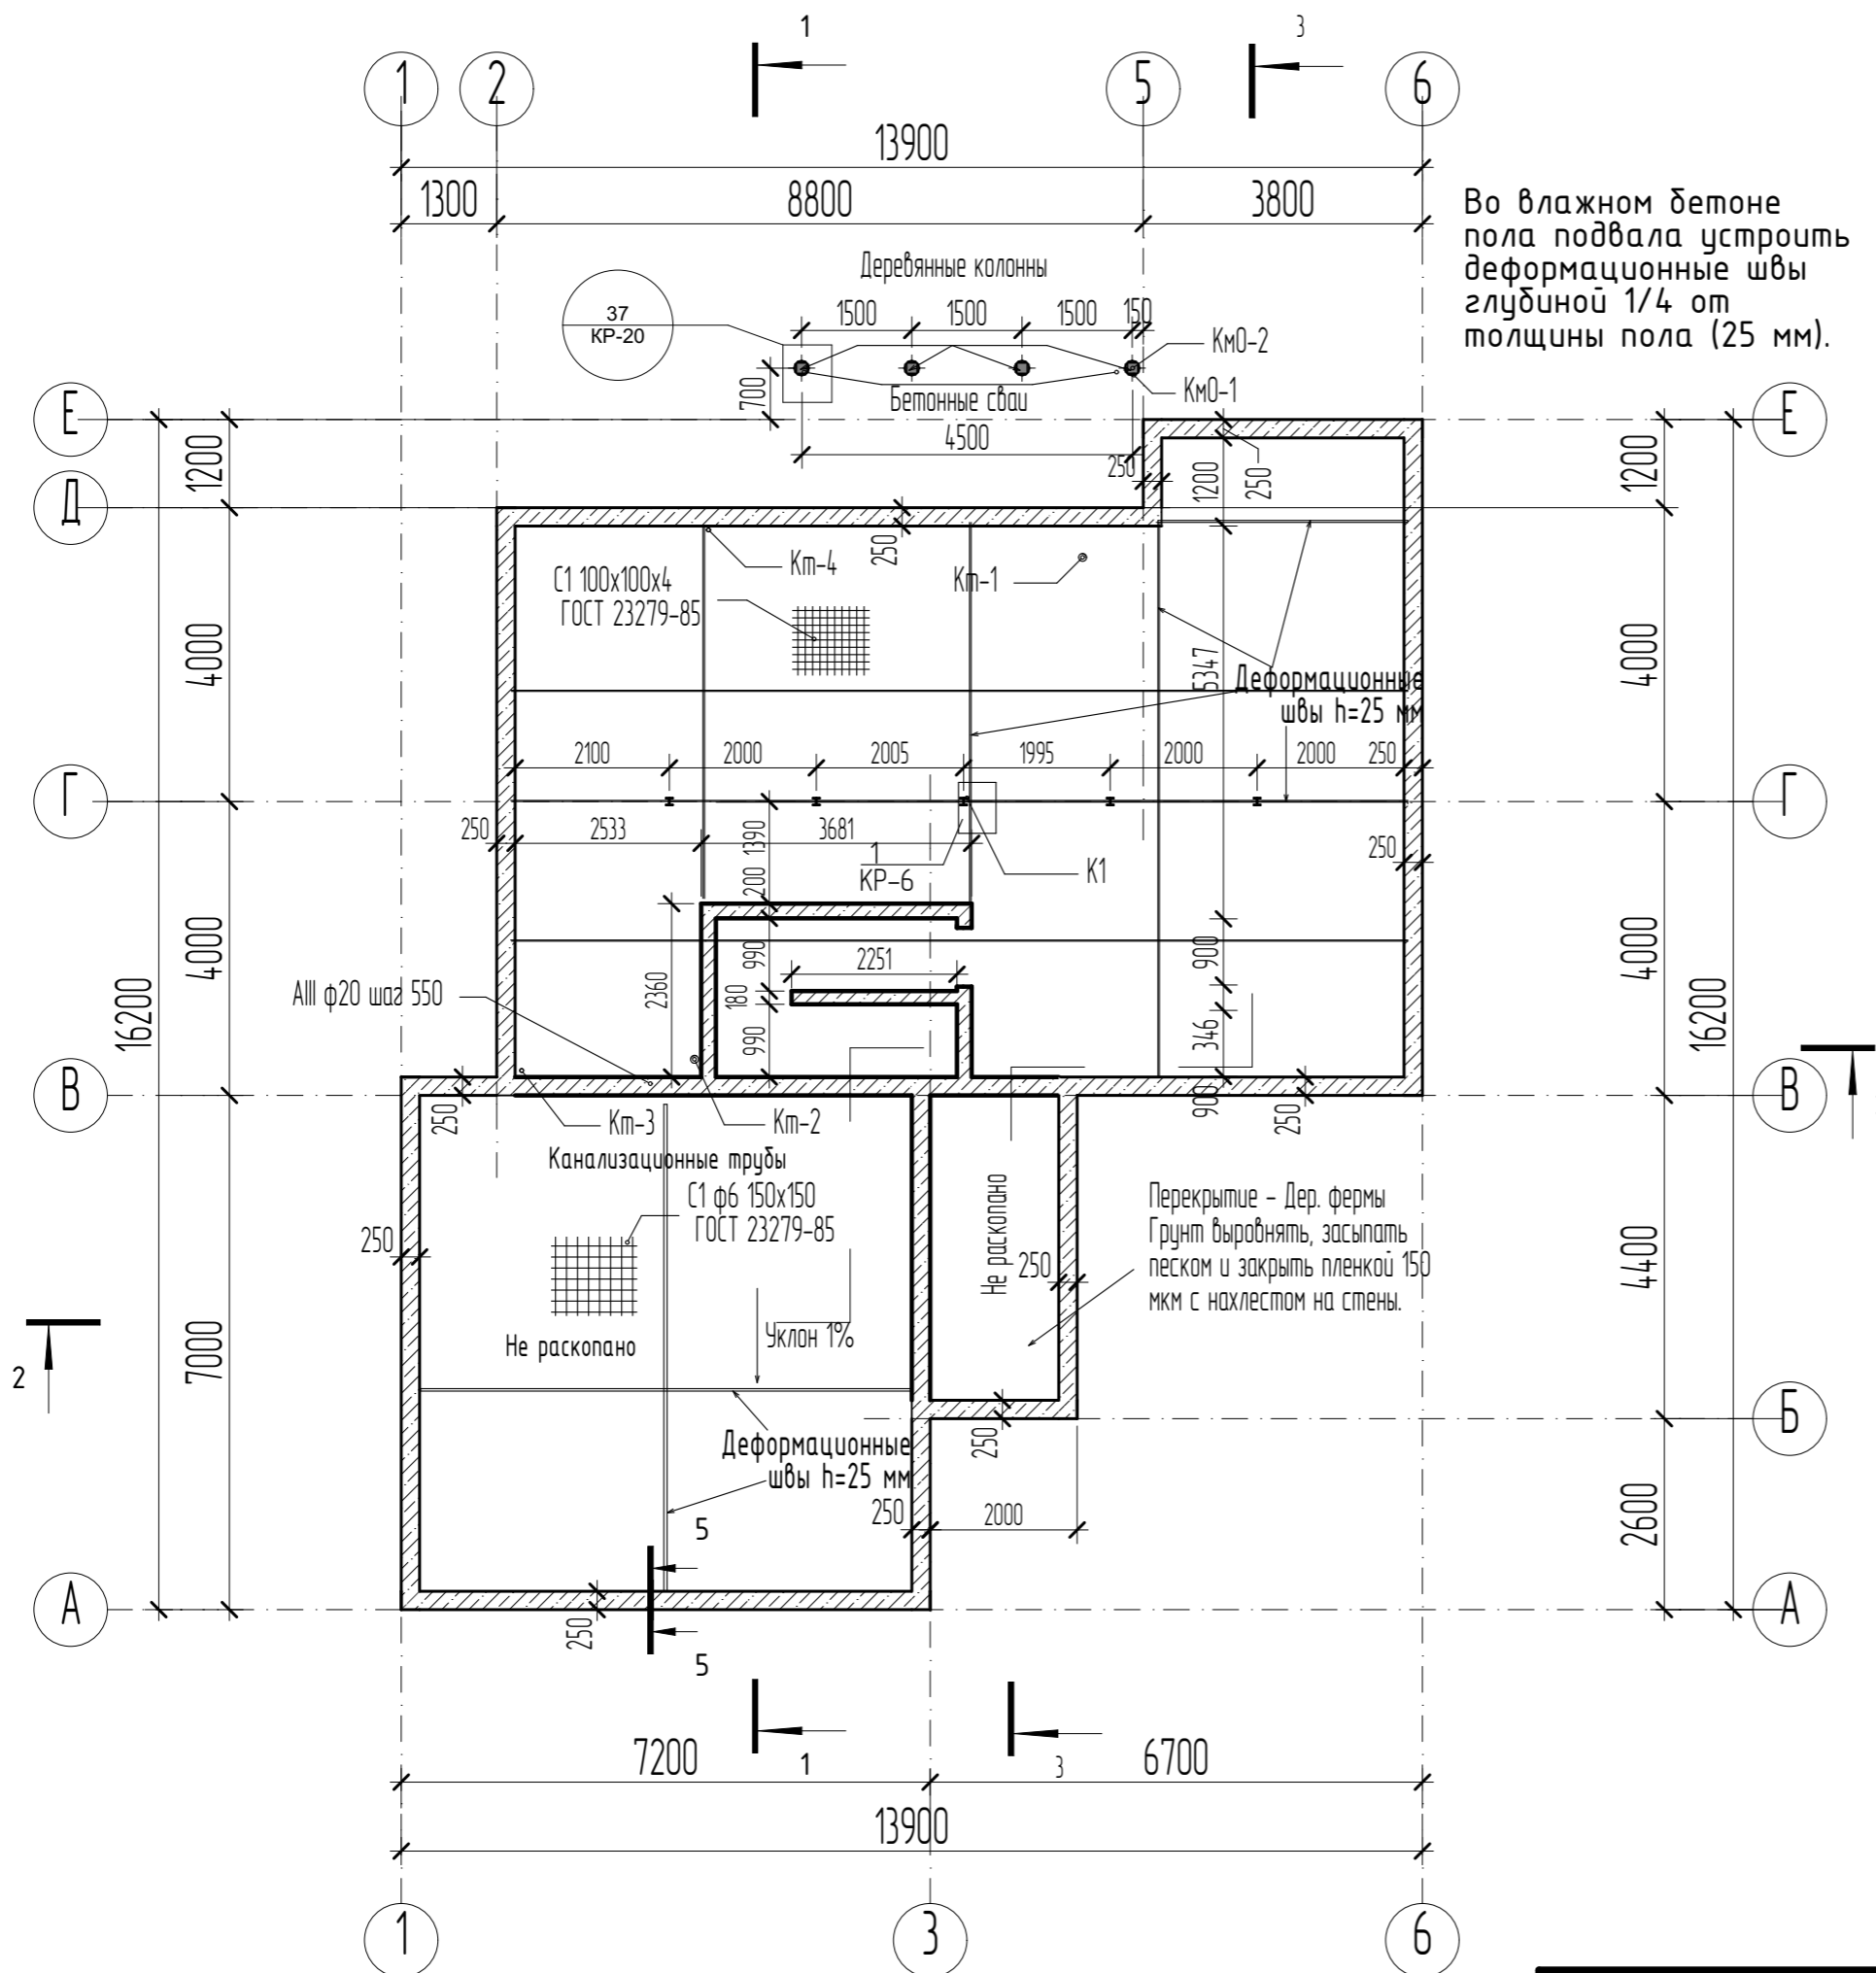 1
3
1
2
5
6
13900
1300
8800
3800
Во влажном бетоне
пола подвала устроить
деформационные швы
глубиной 1/4 от
толщины пола (25 мм).
Деревянные колонны
37
КР-20
1500
1500
1500
150
Км0-2
700
Бетонные сваи
Км0-1
4500
Е
Е
1200
250
1200
250
1200
Д
250
Кт-4
Кт-1
С1 100х100х4
ГОСТ 23279-85
4000
5347
4000
Деформационные
швы h=25 мм
2100
2000
2005
1995
2000
2000
250
Г
Г
250
2533
1390
3681
250
1
КР-6
К1
200
4000
990
2251
900
4000
АIII ф20 шаг 550
2360
180
16200
16200
990
346
В
В
250
900
250
Кт-3
Кт-2
Канализационные трубы
С1 ф6 150х150
ГОСТ 23279-85
Не раскопано
Перекрытие - Дер. фермы
Грунт выровнять, засыпать
песком и закрыть пленкой 150
мкм с нахлестом на стены.
250
250
4400
7000
Уклон 1%
Не раскопано
2
Б
250
Деформационные
швы h=25 мм
250
2000
2600
5
А
А
250
5
7200
1
3
6700
13900
1
3
6